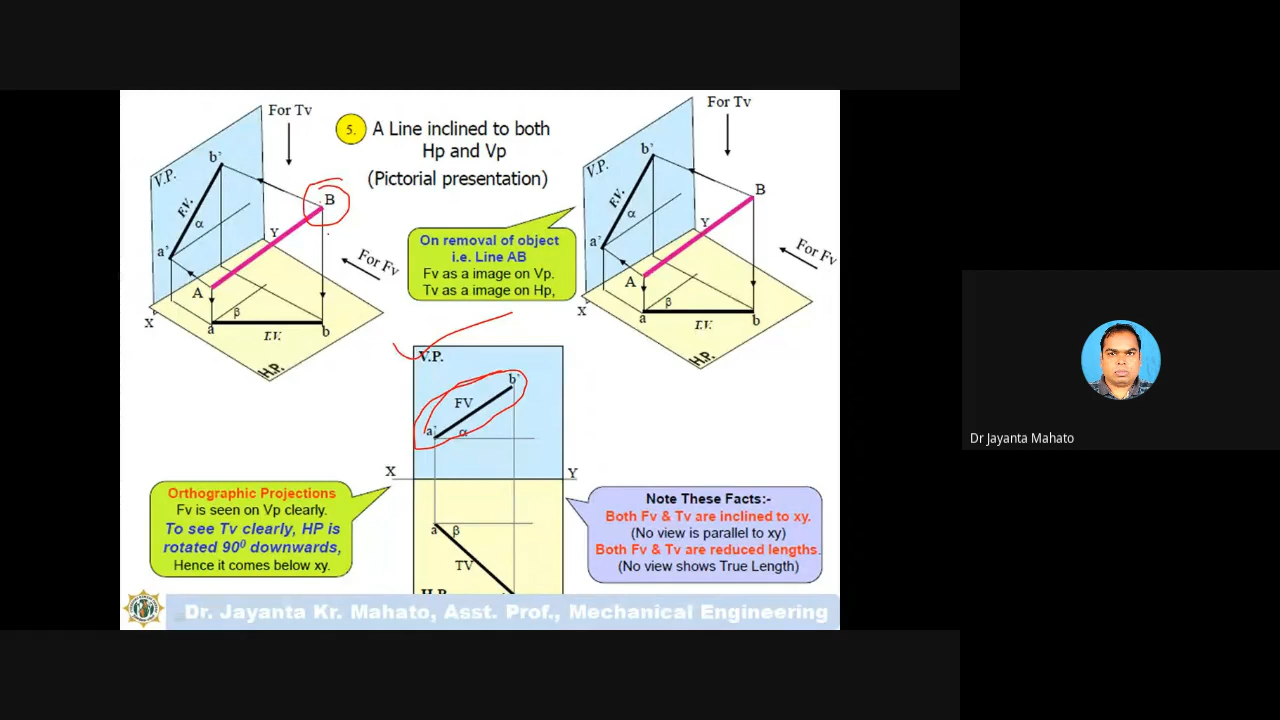 For Tv
5. A Line inclined to both
Hp and Vp
(Pictorial presentation)
V.P.
b'
F.V.
α
a'
B
Y
For Fv
A
X
β
a
b
T.V.
H.P.
On removal of object
i.e. Line AB
Fv as a image on Vp.
Tv as a image on Hp,
For Tv
V.P.
b'
F.V.
α
a'
B
Y
For Fv
A
X
β
a
b
T.V.
H.P.
V.P.
b'
FV
a'
α
X
Y
a
β
TV
Orthographic Projections
Fv is seen on Vp clearly.
To see Tv clearly, HP is
rotated 90⁰ downwards,
Hence it comes below xy.
Note These Facts:-
Both Fv & Tv are inclined to xy.
(No view is parallel to xy)
Both Fv & Tv are reduced lengths.
(No view shows True Length)
Dr. Jayanta Kr. Mahato, Asst. Prof., Mechanical Engineering
Dr Jayanta Mahato